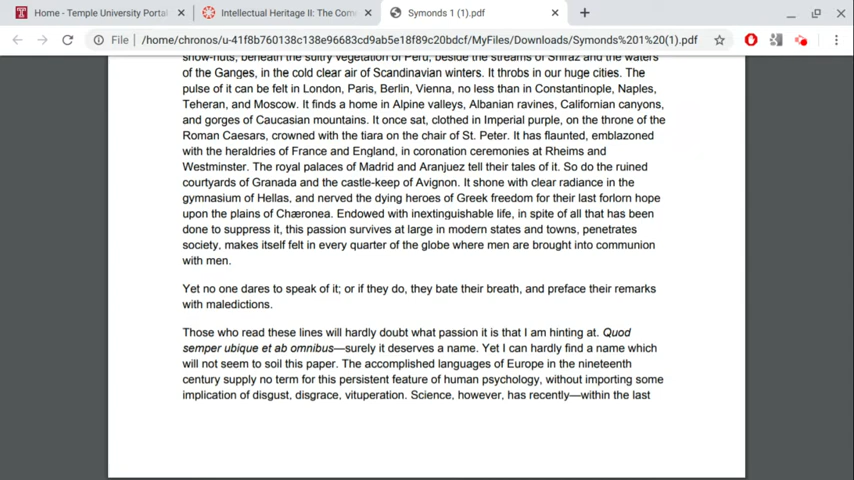 Home - Temple University Portal
Intellectual Heritage II: The Com
Symonds 1 (1).pdf
File /home/chronos/u-41f8b760138c138e96683cd9ab5e18f89c20bdcf/MyFiles/Downloads/Symonds%201%20(1).pdf
beneath the sultry vegetation of Peru, beside the streams of Shiraz and the waters
of the Ganges, in the cold clear air of Scandinavian winters. It throbs in our huge cities. The
pulse of it can be felt in London, Paris, Berlin, Vienna, no less than in Constantinople, Naples,
Teheran, and Moscow. It finds a home in Alpine valleys, Albanian ravines, Californian canyons,
and gorges of Caucasian mountains. It once sat, clothed in Imperial purple, on the throne of the
Roman Caesars, crowned with the tiara on the chair of St. Peter. It has flaunted, emblazoned
with the heraldries of France and England, in coronation ceremonies at Rheims and
Westminster. The royal palaces of Madrid and Aranjuez tell their tales of it. So do the ruined
courtyards of Granada and the castle-keep of Avignon. It shone with clear radiance in the
gymnasium of Hellas, and nerved the dying heroes of Greek freedom for their last forlorn hope
upon the plains of Chæronea. Endowed with inextinguishable life, in spite of all that has been
done to suppress it, this passion survives at large in modern states and towns, penetrates
society, makes itself felt in every quarter of the globe where men are brought into communion
with men.
Yet no one dares to speak of it; or if they do, they bate their breath, and preface their remarks
with maledictions.
Those who read these lines will hardly doubt what passion it is that I am hinting at. Quod
semper ubique et ab omnibus—surely it deserves a name. Yet I can hardly find a name which
will not seem to soil this paper. The accomplished languages of Europe in the nineteenth
century supply no term for this persistent feature of human psychology, without importing some
implication of disgust, disgrace, vituperation. Science, however, has recently—within the last